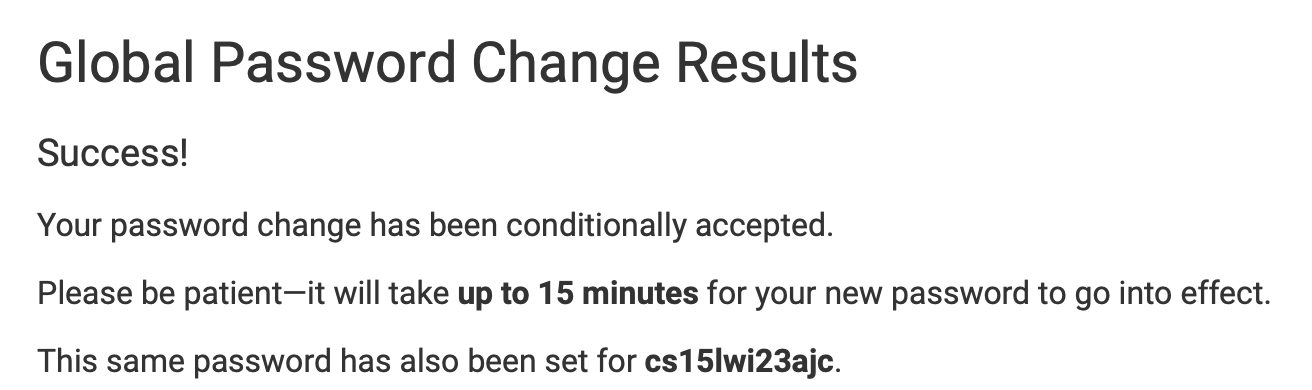 Global Password Change Results
Success!
Your password change has been conditionally accepted.
Please be patient—it will take up to 15 minutes for your new password to go into effect.
This same password has also been set for cs15lwi23ajc.